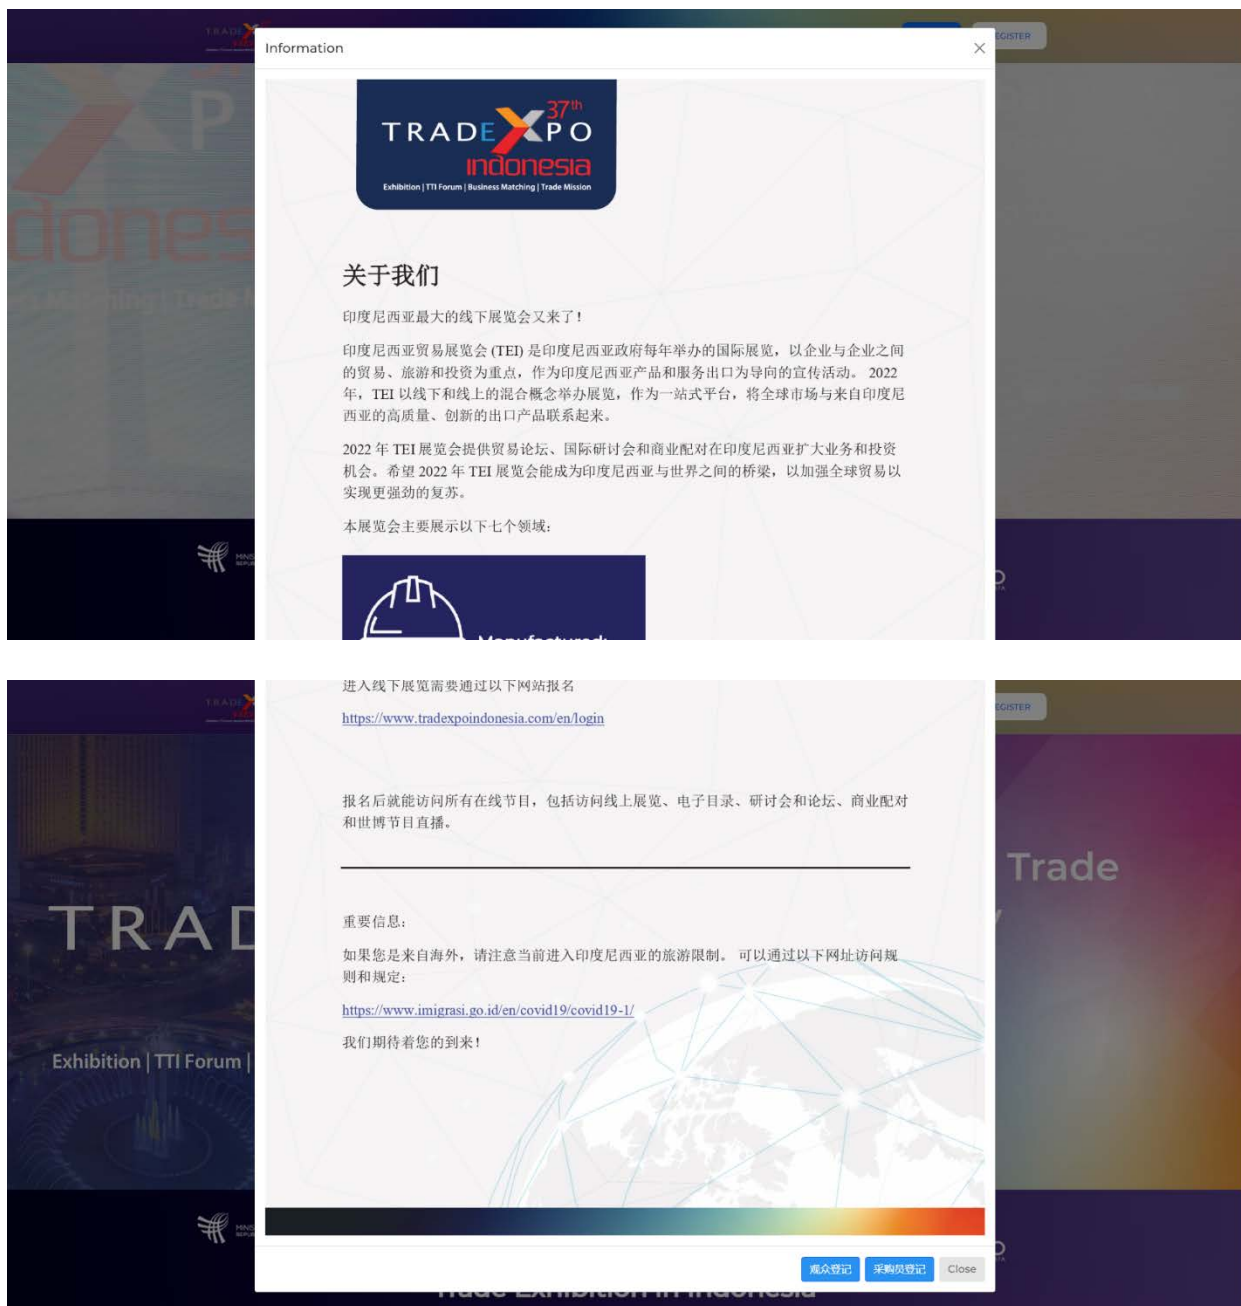 TRADE
REGISTER
Information
P
dones
37th
TRADEXPO
Indonesia
Exhibition | TTI Forum | Business Matching | Trade Mission
关于我们
印度尼西亚最大的线下展览会又来了!
印度尼西亚贸易展览会 (TEI) 是印度尼西亚政府每年举办的国际展览，以企业与企业之间
的贸易、旅游和投资为重点，作为印度尼西亚产品和服务出口为导向的宣传活动。 2022
年，TEI 以线下和线上的混合概念举办展览，作为一站式平台，将全球市场与来自印度尼
西亚的高质量、创新的出口产品联系起来。
2022 年 TEI 展览会提供贸易论坛、国际研讨会和商业配对在印度尼西亚扩大业务和投资
机会。希望 2022 年 TEI 展览会能成为印度尼西亚与世界之间的桥梁，以加强全球贸易以
实现更强劲的复苏。
本展览会主要展示以下七个领域:
进入线下展览需要通过以下网站报名
https://www.tradexpoindonesia.com/en/login
报名后就能访问所有在线节目，包括访问线上展览、电子目录、研讨会和论坛、商业配对
和世博节目直播。
Trade
TRAD
重要信息:
如果您是来自海外，请注意当前进入印度尼西亚的旅游限制。 可以通过以下网址访问规
则和规定:
https://www.imigrasi.go.id/en/covid19/covid19-1/
我们期待着您的到来!
Exhibition | TTI Forum |
观众登记 采购员登记 Close
Trade Exhibition in Indonesia